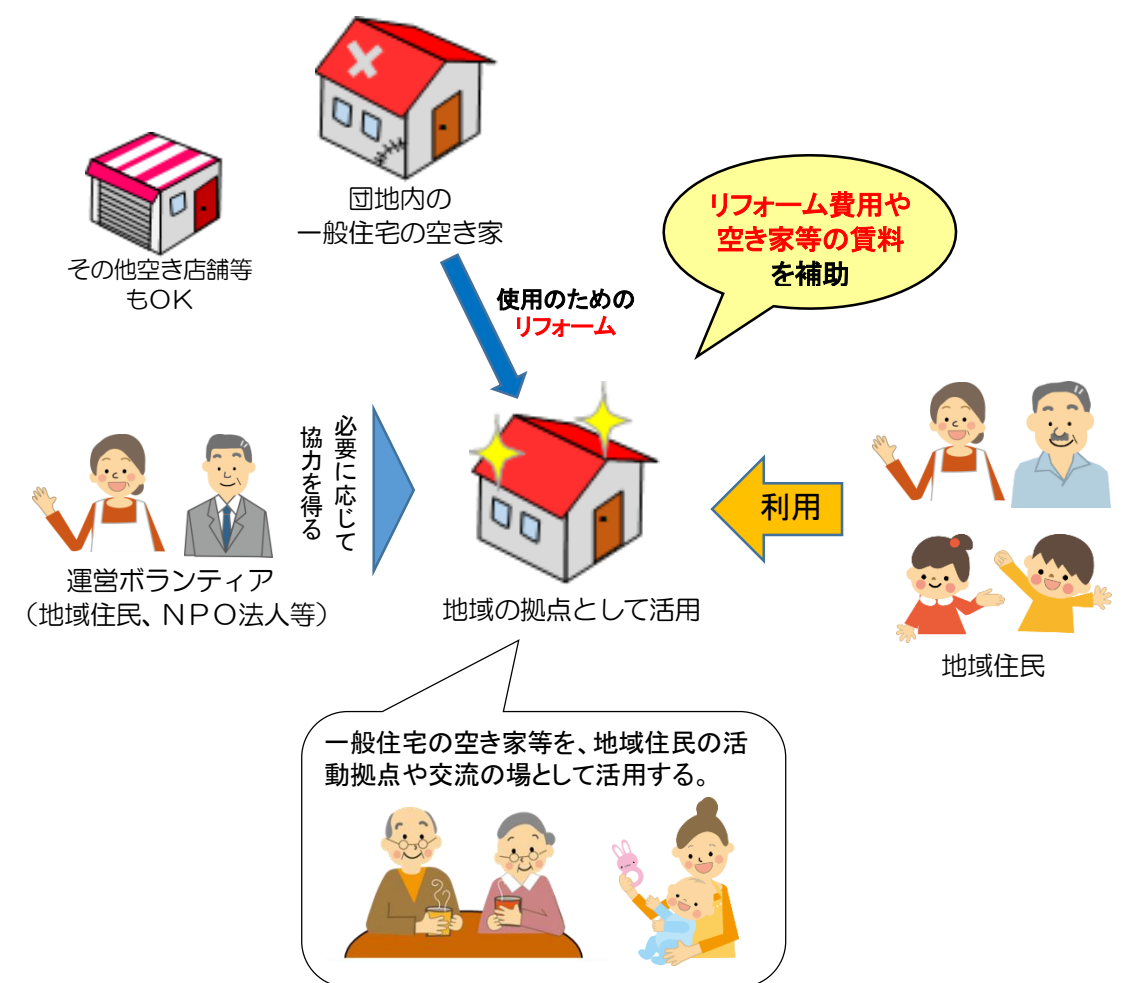 団地内の
一般住宅の空き家
その他空き店舗等
もOK
リフォーム費用や
空き家等の賃料
を補助
使用のための
リフォーム
必要に応じて
協力を得る
利用
運営ボランティア
（地域住民、ＮＰＯ法人等）
地域の拠点として活用
地域住民
一般住宅の空き家等を、地域住民の活
動拠点や交流の場として活用する。